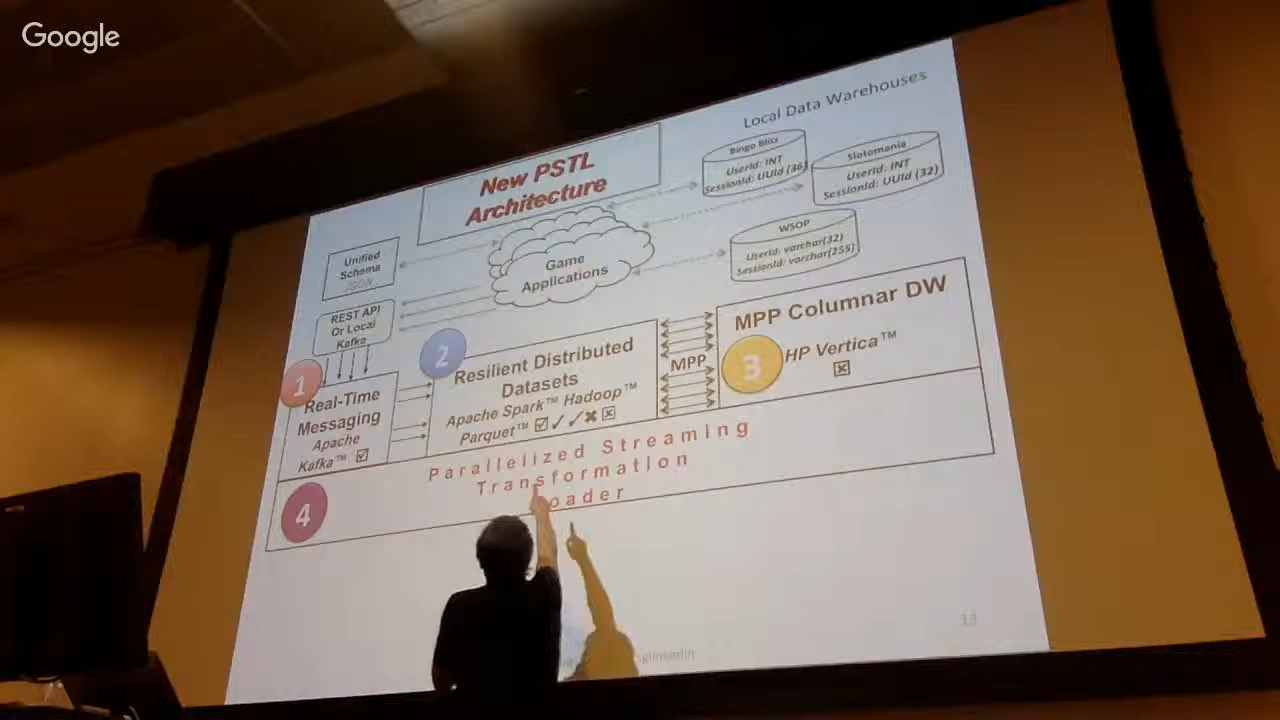 Google
Local Data Warehouses
New PSTL
Architecture
Bingo Bliss
UserId: INT
SessionId: UUId (36)
Slotomania
UserId: INT
SessionId: UUId (32)
WSOP
UserId: varchar(32)
SessionId: varchar(255)
Unified
Schema
JSON
Game
Applications
REST API
Or Local
Kafka
1
Real-Time
Messaging
Apache
Kafka™ ☑
2
Resilient Distributed
Datasets
Apache Spark™ Hadoop™
Parquet™ ☑ ✓ ✓ ✖ ☒
MPP
3
MPP Columnar DW
HP Vertica™
☒
4
Parallelized Streaming
Transformation
oader
13